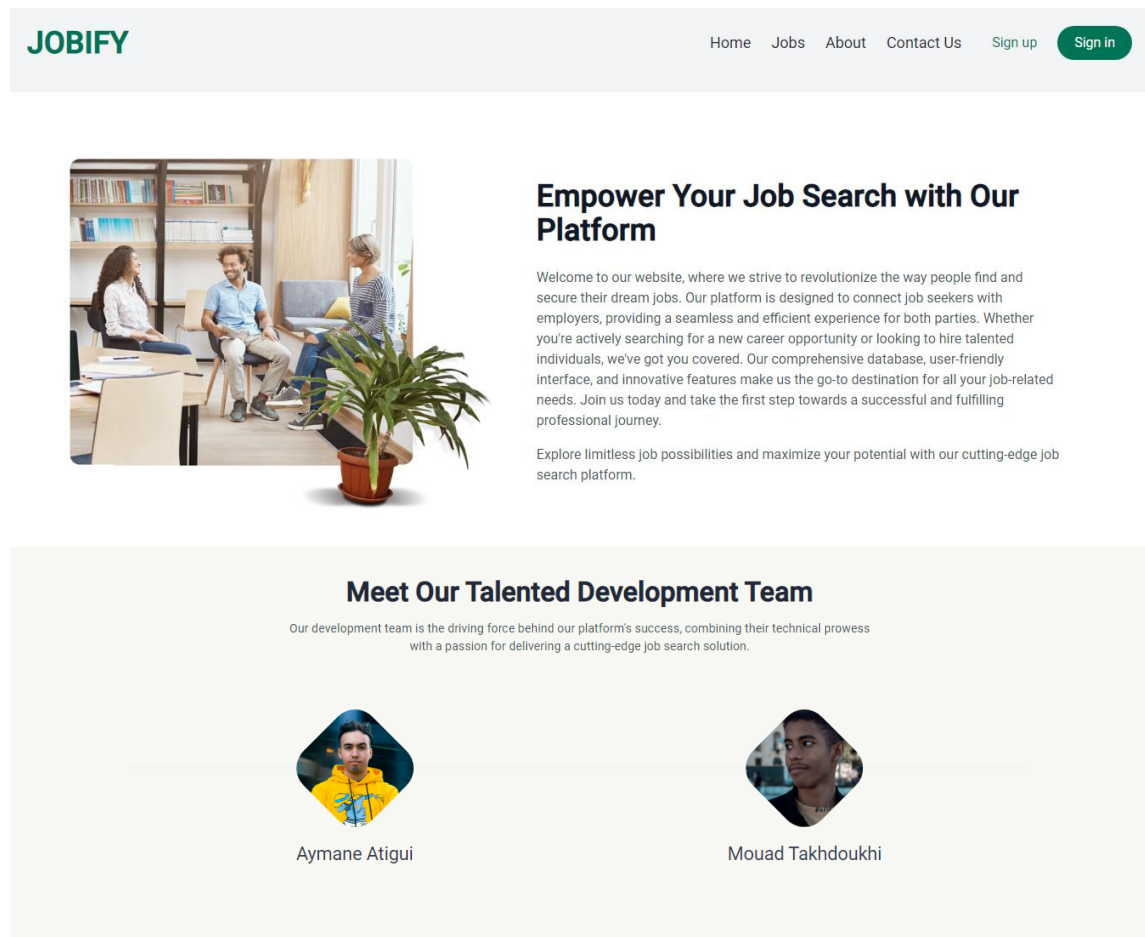 JOBIFY
Home Jobs About Contact Us Sign up Sign in
Empower Your Job Search with Our
Platform
Welcome to our website, where we strive to revolutionize the way people find and
secure their dream jobs. Our platform is designed to connect job seekers with
employers, providing a seamless and efficient experience for both parties. Whether
you're actively searching for a new career opportunity or looking to hire talented
individuals, we've got you covered. Our comprehensive database, user-friendly
interface, and innovative features make us the go-to destination for all your job-related
needs. Join us today and take the first step towards a successful and fulfilling
professional journey.
Explore limitless job possibilities and maximize your potential with our cutting-edge job
search platform.
Meet Our Talented Development Team
Our development team is the driving force behind our platform's success, combining their technical prowess
with a passion for delivering a cutting-edge job search solution.
Aymane Atigui
Mouad Takhdoukhi